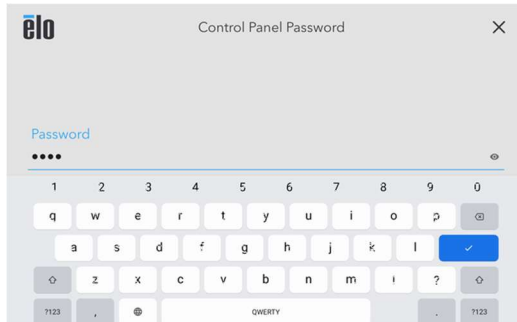 elo
Control Panel Password
Password
••••
1 2 3 4 5 6 7 8 9 0
q w e r t y u i o p
a s d f g h j k l
z x c v b n m ! ?
?123 , QWERTY . ?123